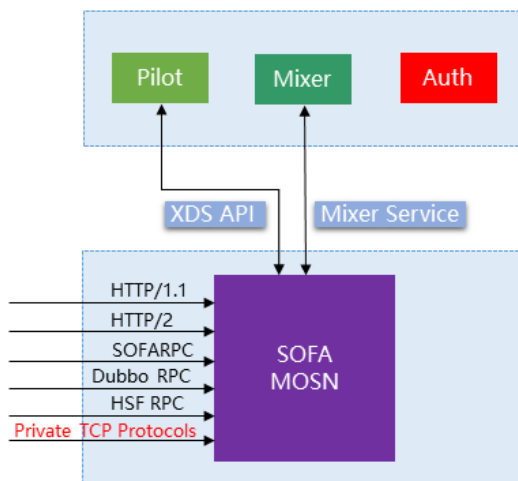 Pilot
Mixer
Auth
XDS API
Mixer Service
HTTP/1.1
HTTP/2
SOFARPC
Dubbo RPC
HSF RPC
Private TCP Protocols
SOFA
MOSN